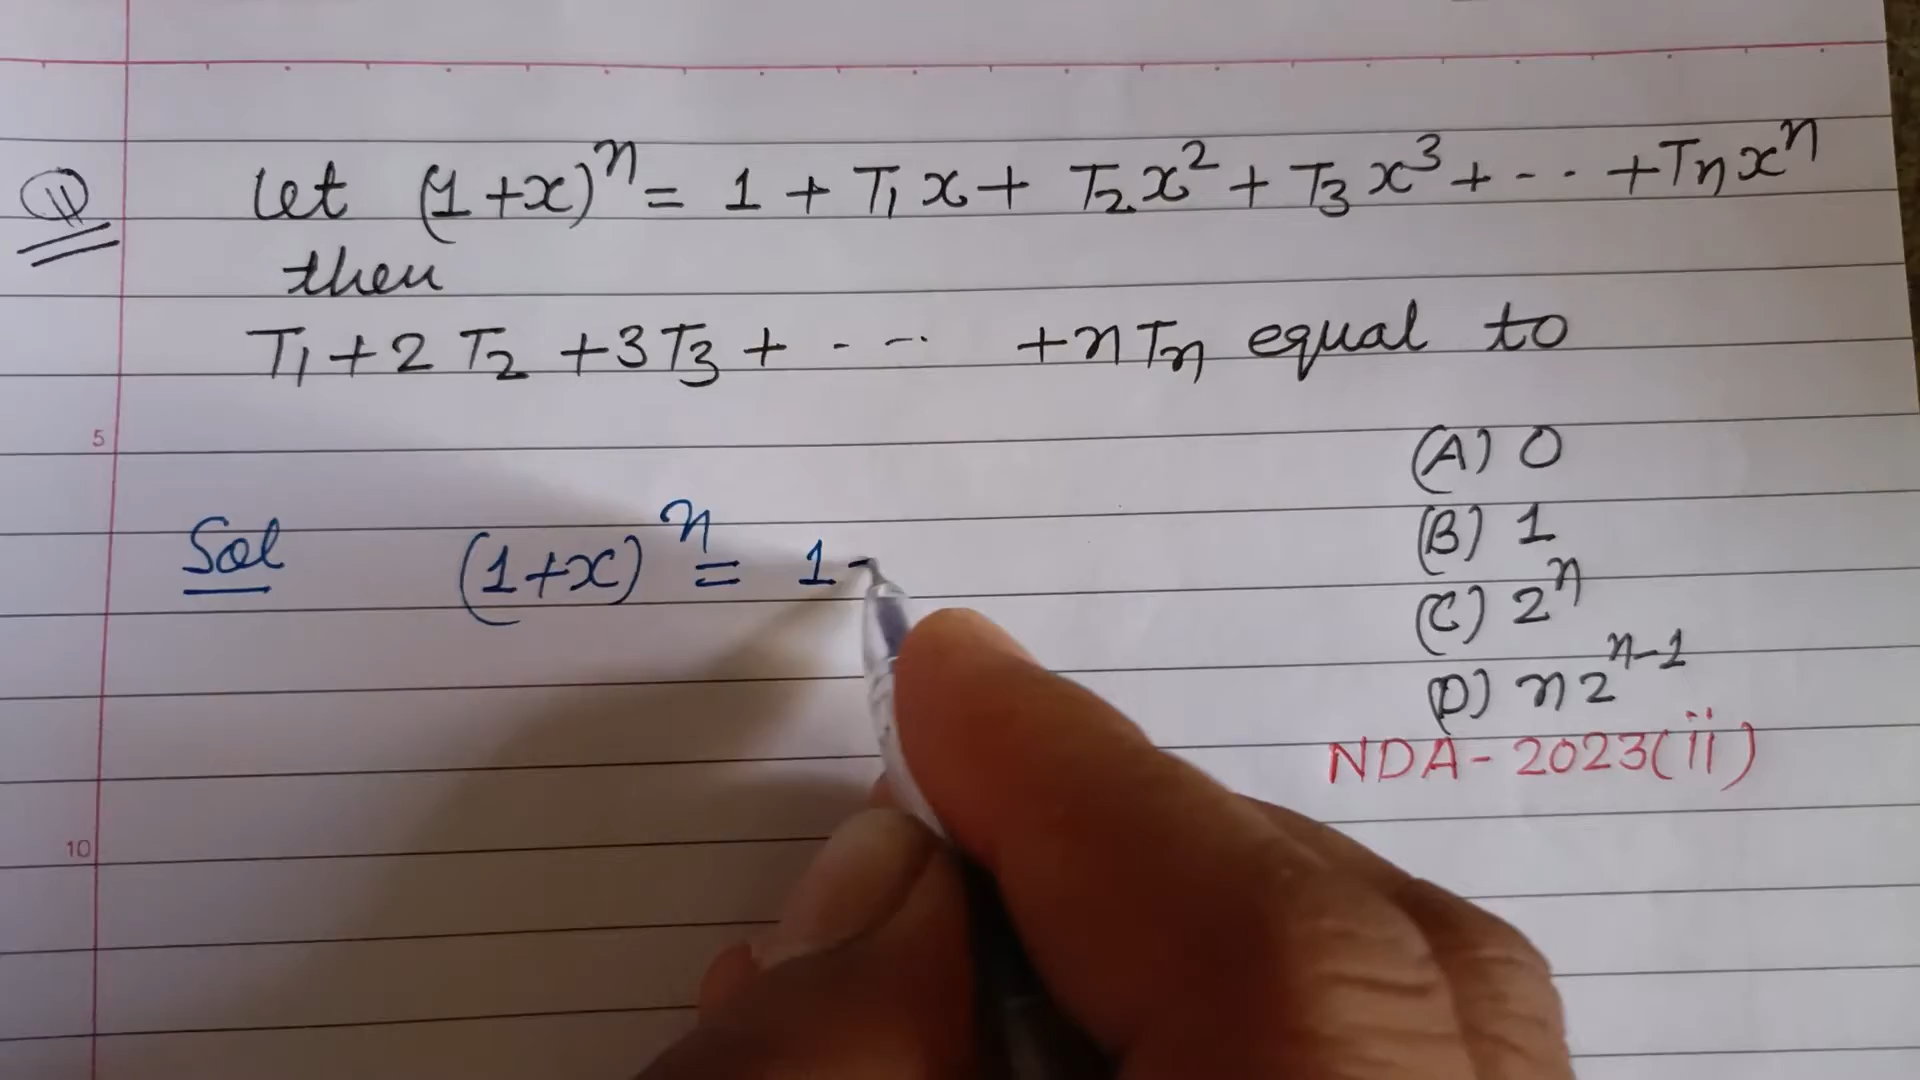 11
Let (1+x)^n = 1 + T₁x + T₂x² + T₃x³ + ⋅⋅⋅ + Tₙxⁿ
then
T₁ + 2T₂ + 3T₃ + ⋅⋅⋅⋅ + nTₙ equal to
5
(A) 0
(B) 1
Sol (1+x)^n = 1-
(C) 2^n
(D) n2^(n-1)
NDA-2023(ii)
10